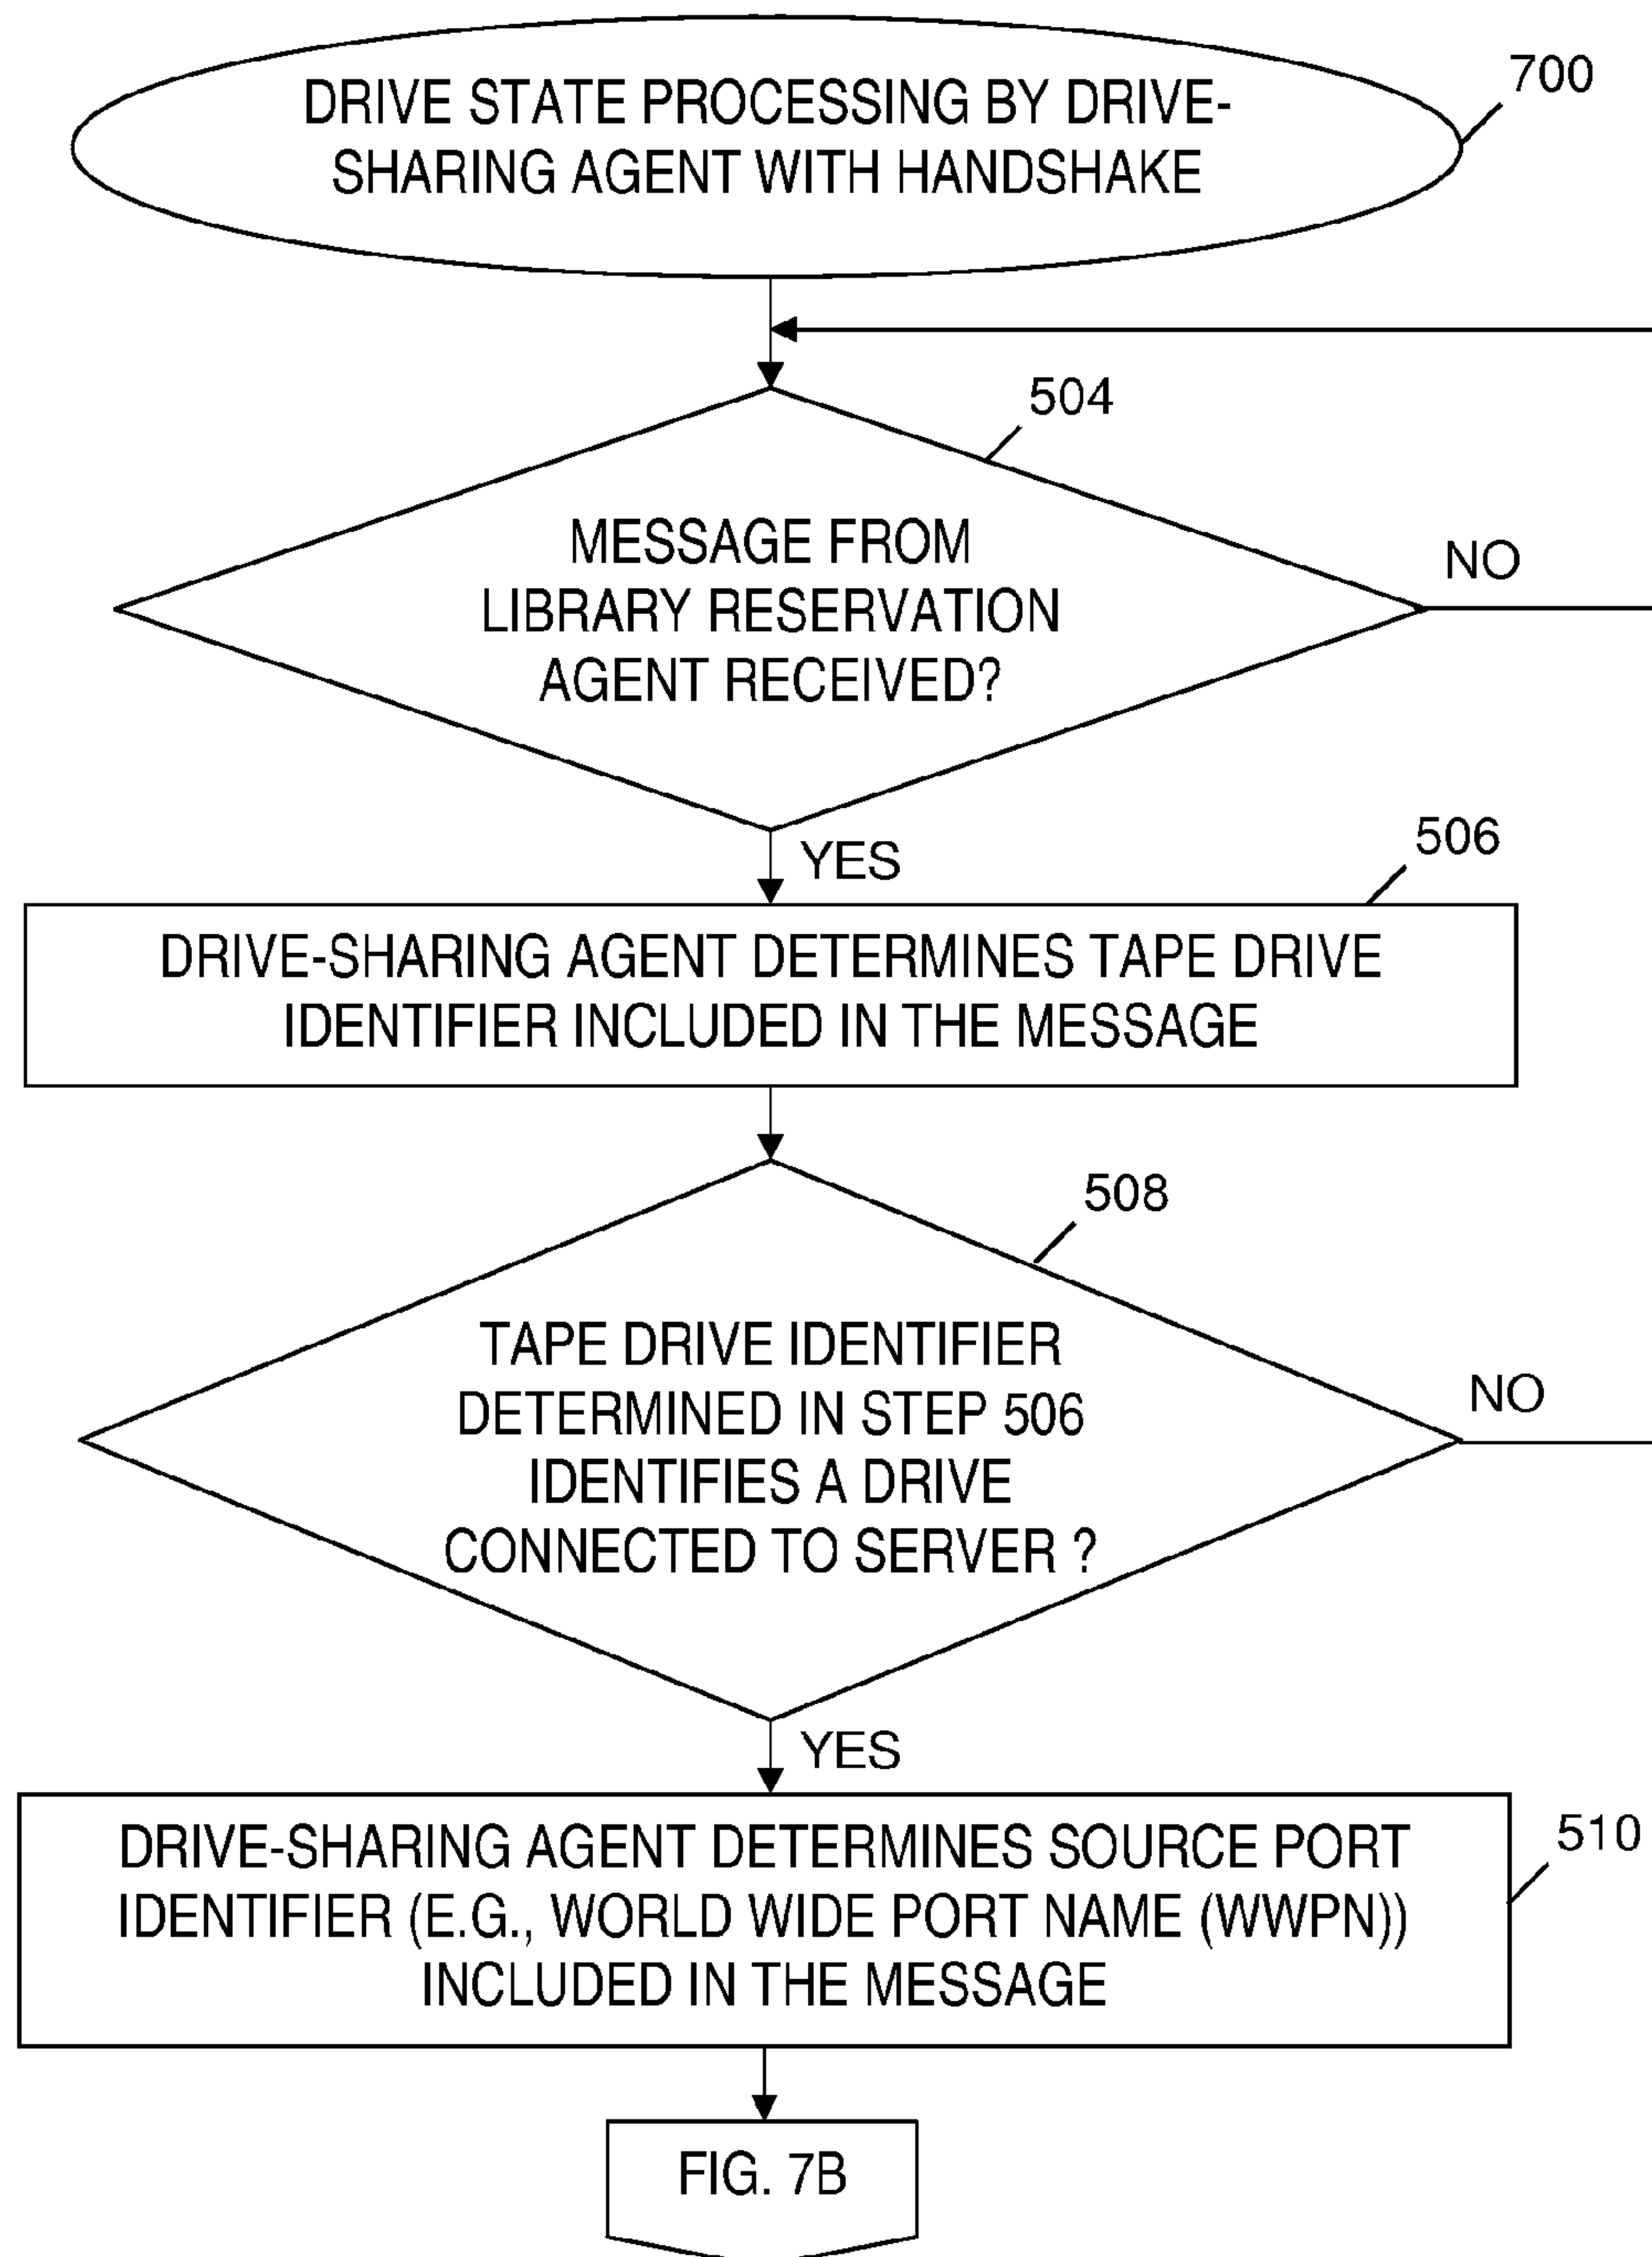 DRIVE STATE PROCESSING BY DRIVE-
SHARING AGENT WITH HANDSHAKE
700
504
MESSAGE FROM
LIBRARY RESERVATION
AGENT RECEIVED?
NO
YES
506
DRIVE-SHARING AGENT DETERMINES TAPE DRIVE
IDENTIFIER INCLUDED IN THE MESSAGE
508
TAPE DRIVE IDENTIFIER
DETERMINED IN STEP 506
IDENTIFIES A DRIVE
CONNECTED TO SERVER ?
NO
YES
510
DRIVE-SHARING AGENT DETERMINES SOURCE PORT
IDENTIFIER (E.G., WORLD WIDE PORT NAME (WWPN))
INCLUDED IN THE MESSAGE
FIG. 7B